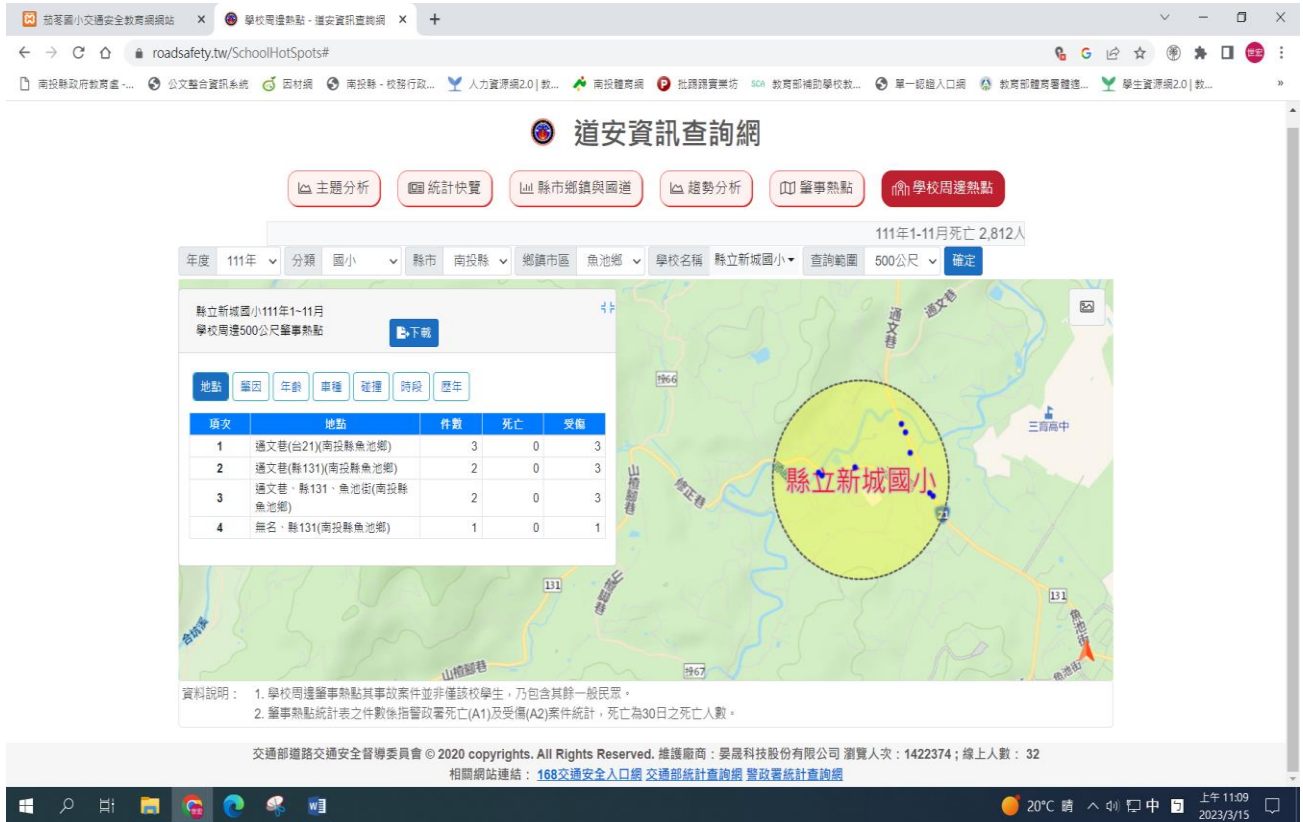 茄苳國小交通安全教育網網站
學校周邊熱點 - 道安資訊查詢網
roadsafety.tw/SchoolHotSpots#
南投縣政府教育處 -...
公文整合資訊系統
因材網
南投縣 - 校務行政...
人力資源網2.0 | 教...
南投體育網
批踢踢實業坊
教育部補助學校教...
單一認證入口網
教育部體育署體適...
學生資源網2.0 | 教...
»
道安資訊查詢網
主題分析 統計快覽 縣市鄉鎮與國道 趨勢分析 肇事熱點 學校周邊熱點
111年1-11月死亡 2,812人
年度 111年 分類 國小 縣市 南投縣 鄉鎮市區 魚池鄉 學校名稱 縣立新城國小 查詢範圍 500公尺 確定
縣立新城國小111年1~11月
學校周邊500公尺肇事熱點
下載
地點 肇因 年齡 車種 碰撞 時段 歷年
項次 地點 件數 死亡 受傷
1 通文巷(台21)(南投縣魚池鄉) 3 0 3
2 通文巷(縣131)(南投縣魚池鄉) 2 0 3
3 通文巷、縣131、魚池街(南投縣魚池鄉) 2 0 3
4 無名、縣131(南投縣魚池鄉) 1 0 1
通文巷
通文巷
投66
三育高中
山楂腳巷
修正巷
縣立新城國小
21
131
山楂腳巷
131
魚池街
合坑溪
山楂腳巷
投67
魚池街
資料說明： 1. 學校周邊肇事熱點其事故案件並非僅該校學生，乃包含其餘一般民眾。
2. 肇事熱點統計表之件數係指警政署死亡(A1)及受傷(A2)案件統計，死亡為30日之死亡人數。
交通部道路交通安全督導委員會 © 2020 copyrights. All Rights Reserved. 維護廠商：晏晟科技股份有限公司 瀏覽人次：1422374 ; 線上人數： 32
相關網站連結： 168交通安全入口網 交通部統計查詢網 警政署統計查詢網
20°C 晴
中
上午 11:09
2023/3/15